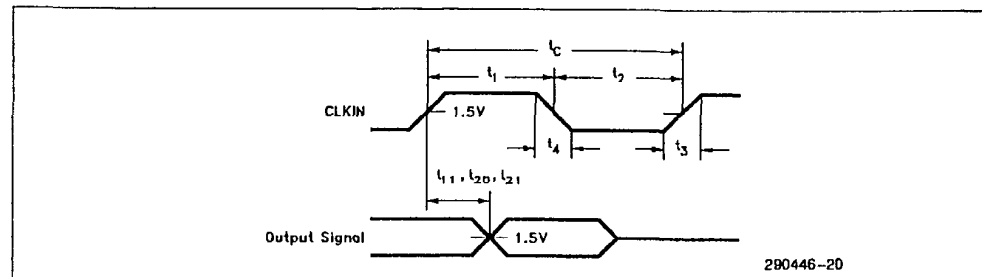 tC
t1
t2
CLKIN
1.5V
t4
t3
t11, t20, t21
Output Signal
1.5V
290446-20